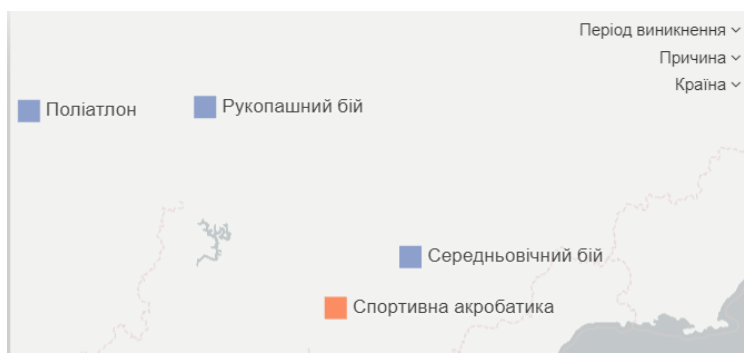 Період виникнення
Причина
Країна
Поліатлон
Рукопашний бій
Середньовічний бій
Спортивна акробатика